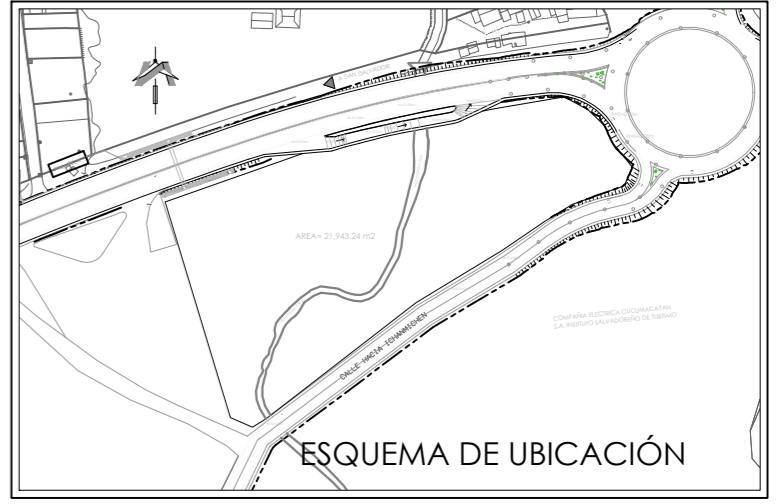 A SAN SALVADOR
AREA= 21,943.24 m2
COMPAÑIA ELECTRICA CUCUMACAYAN
S.A. INSTITUTO SALVADOREÑO DE TURISMO
CALLE HACIA ICHANMICHEN
ESQUEMA DE UBICACIÓN